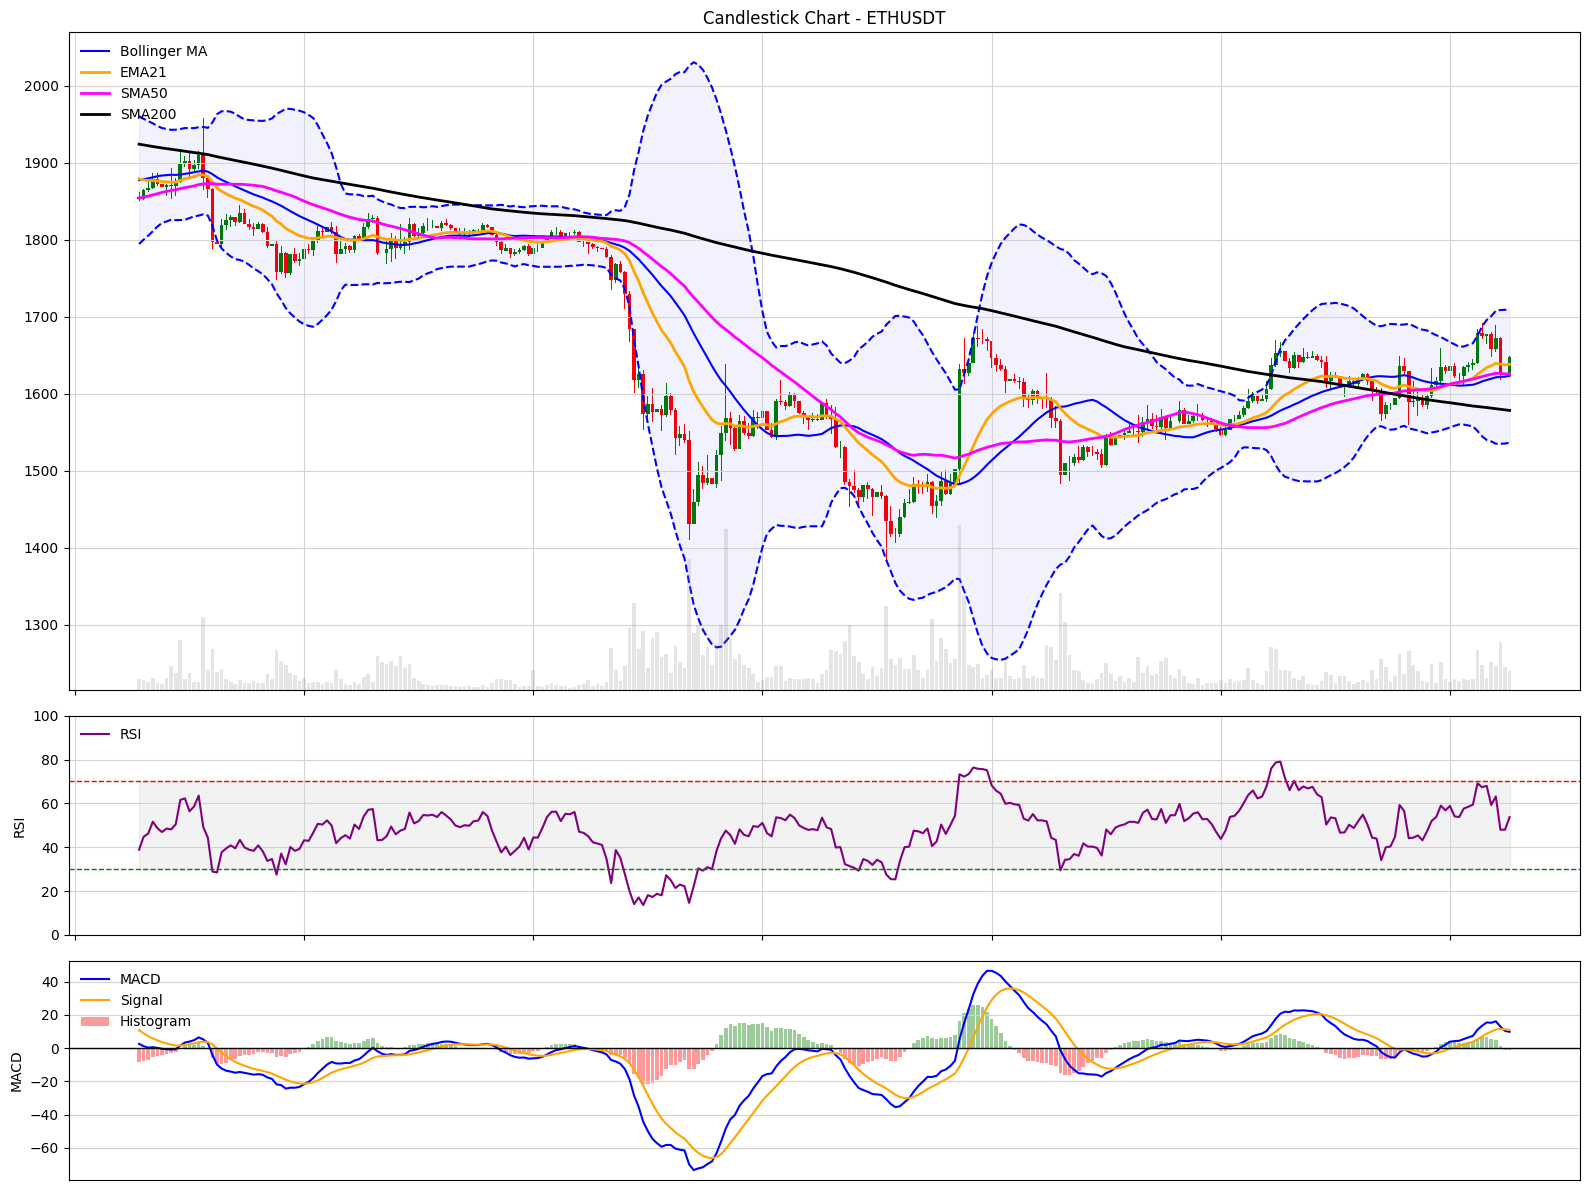 Candlestick Chart - ETHUSDT
Bollinger MA
EMA21
SMA50
SMA200
2000
1900
1800
1700
1600
1500
1400
1300
RSI
100
80
60
40
20
0
RSI
MACD
Signal
Histogram
40
20
0
−20
−40
−60
MACD